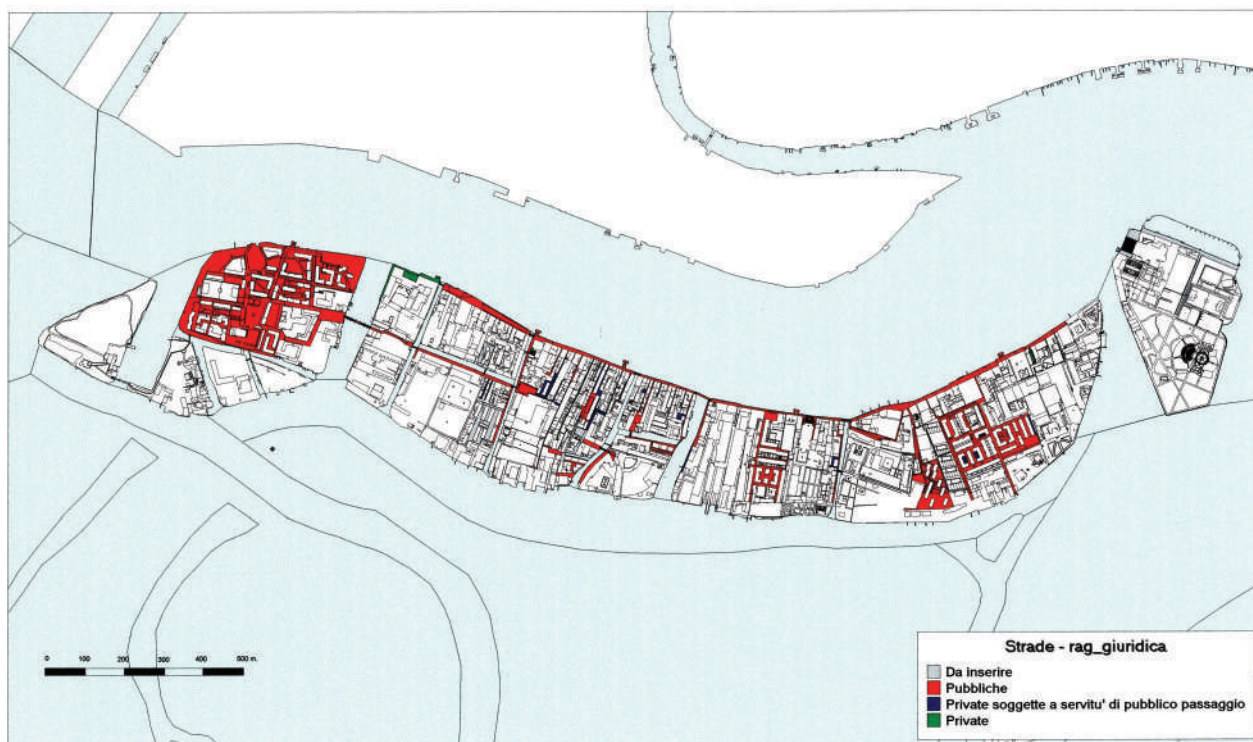 0 100 200 300 400 500 m.
Strade - rag_giuridica
Da inserire
Pubbliche
Private soggette a servitu' di pubblico passaggio
Private